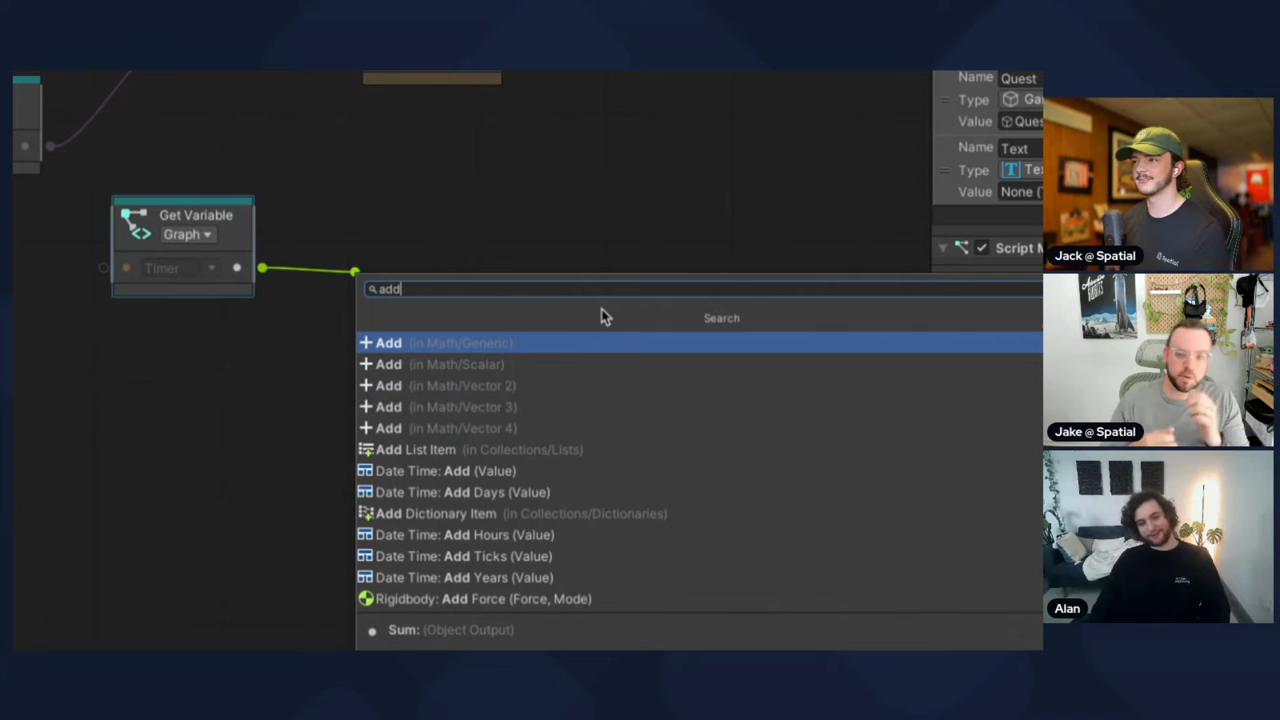 Name Quest
Type Ga
Value Ques
Name Text
Type T Te
Value None (
Script M
Get Variable
Graph
Timer
add
Search
Add (in Math/Generic)
Add (in Math/Scalar)
Add (in Math/Vector 2)
Add (in Math/Vector 3)
Add (in Math/Vector 4)
Add List Item (in Collections/Lists)
Date Time: Add (Value)
Date Time: Add Days (Value)
Add Dictionary Item (in Collections/Dictionaries)
Date Time: Add Hours (Value)
Date Time: Add Ticks (Value)
Date Time: Add Years (Value)
Rigidbody: Add Force (Force, Mode)
Sum: (Object Output)
Spatial
Jack @ Spatial
Jake @ Spatial
Alan